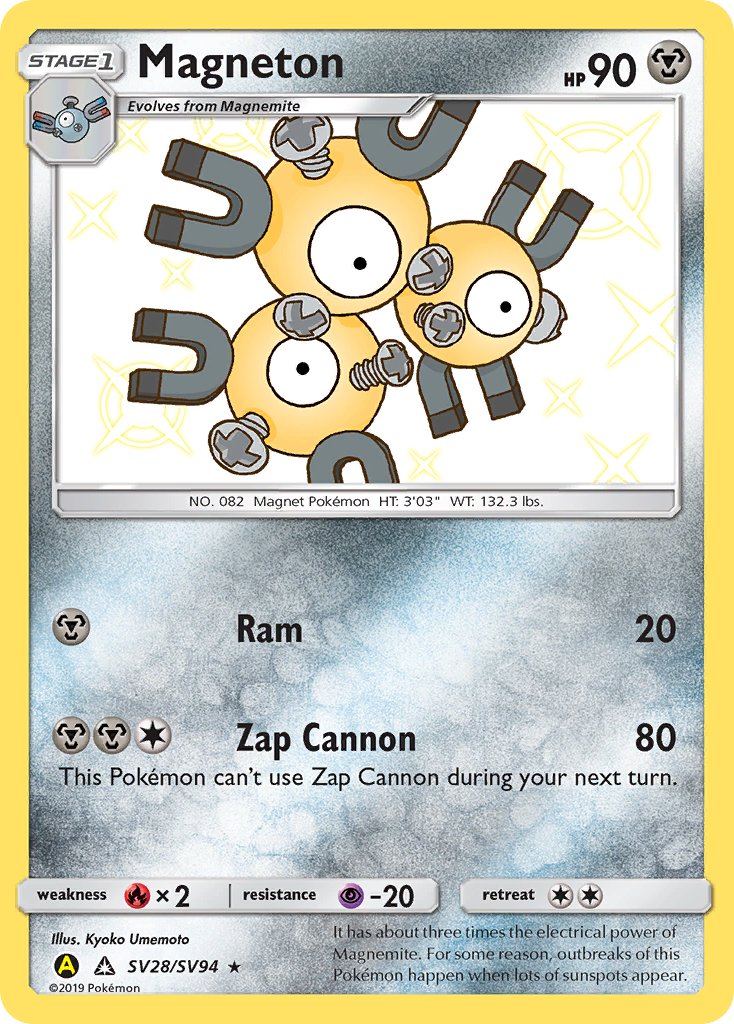 STAGE1
Magneton
HP 90
Evolves from Magnemite
NO. 082 Magnet Pokémon HT: 3'03" WT: 132.3 lbs.
Ram 20
Zap Cannon 80
This Pokémon can't use Zap Cannon during your next turn.
weakness ×2 resistance -20 retreat
Illus. Kyoko Umemoto
A SV28/SV94 ★
©2019 Pokémon
It has about three times the electrical power of
Magnemite. For some reason, outbreaks of this
Pokémon happen when lots of sunspots appear.